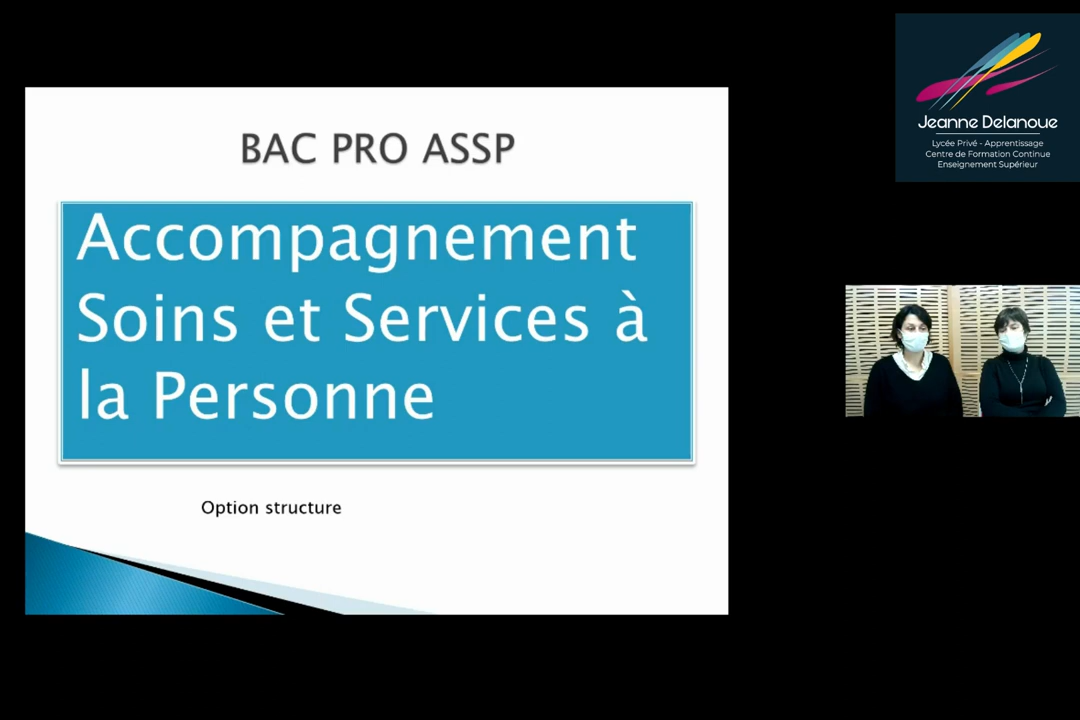 BAC PRO ASSP
Accompagnement
Soins et Services à
la Personne
Option structure
Jeanne Delanoue
Lycée Privé - Apprentissage
Centre de Formation Continue
Enseignement Supérieur